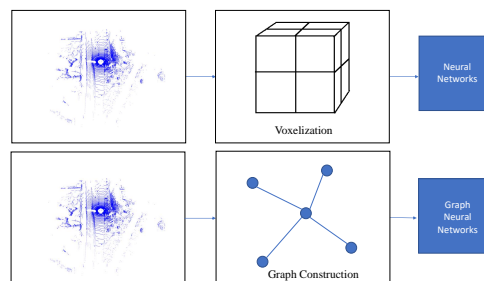 Voxelization
Neural
Networks
Graph Construction
Graph
Neural
Networks